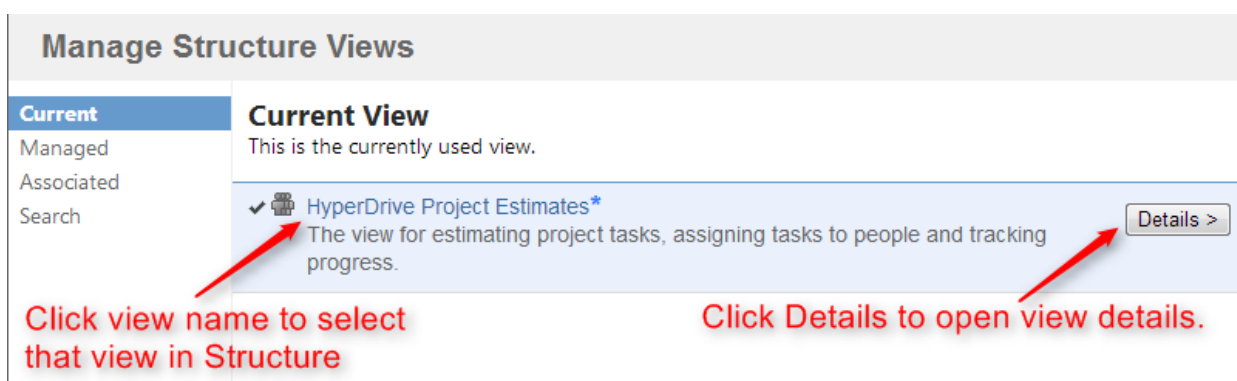 Manage Structure Views
Current
Managed
Associated
Search
Current View
This is the currently used view.
HyperDrive Project Estimates*
The view for estimating project tasks, assigning tasks to people and tracking
progress.
Details >
Click view name to select
that view in Structure
Click Details to open view details.